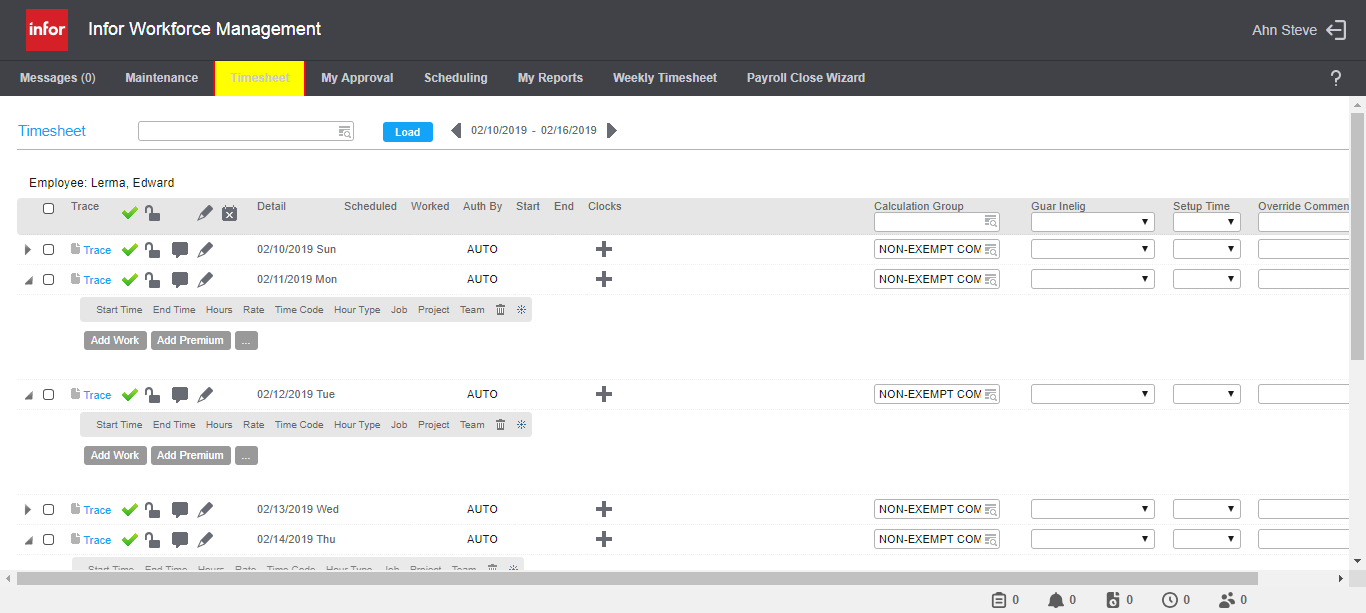 infor Infor Workforce Management Ahn Steve
Messages (0) Maintenance Timesheet My Approval Scheduling My Reports Weekly Timesheet Payroll Close Wizard ?
Timesheet Load 02/10/2019 - 02/16/2019
Employee: Lerma, Edward
Trace Detail Scheduled Worked Auth By Start End Clocks Calculation Group Guar Inelig Setup Time Override Commen
Trace 02/10/2019 Sun AUTO NON-EXEMPT COM
Trace 02/11/2019 Mon AUTO NON-EXEMPT COM
Start Time End Time Hours Rate Time Code Hour Type Job Project Team
Add Work Add Premium ...
Trace 02/12/2019 Tue AUTO NON-EXEMPT COM
Start Time End Time Hours Rate Time Code Hour Type Job Project Team
Add Work Add Premium ...
Trace 02/13/2019 Wed AUTO NON-EXEMPT COM
Trace 02/14/2019 Thu AUTO NON-EXEMPT COM
Start Time End Time Hours Rate Time Code Hour Type Job Project Team
0 0 0 0 0